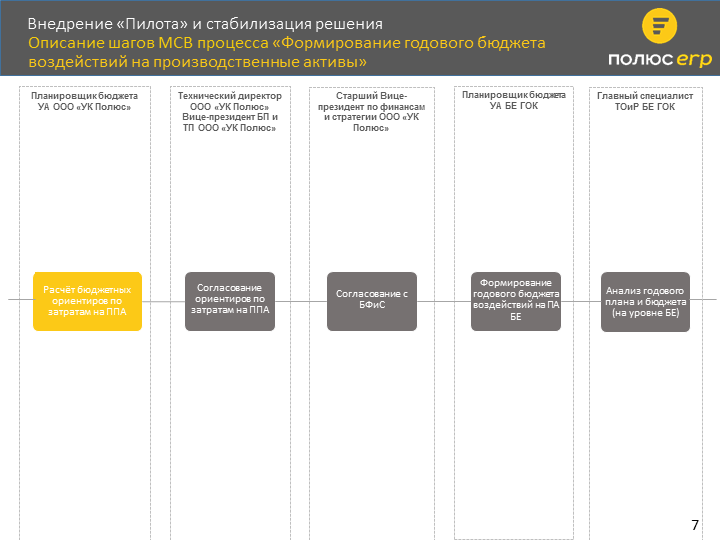 Внедрение «Пилота» и стабилизация решения
Описание шагов МСВ процесса «Формирование годового бюджета
воздействий на производственные активы»
ПОЛЮС erp
Планировщик бюджета
УА ООО «УК Полюс»
Технический директор
ООО «УК Полюс»
Вице-президент БП и
ТП ООО «УК Полюс»
Старший Вице-
президент по финансам
и стратегии ООО «УК
Полюс»
Планировщик бюджета
УА БЕ ГОК
Главный специалист
ТОиР БЕ ГОК
Расчёт бюджетных
ориентиров по
затратам на ППА
Согласование
ориентиров по
затратам на ППА
Согласование с
БФиС
Формирование
годового бюджета
воздействий на ПА
БЕ
Анализ годового
плана и бюджета
(на уровне БЕ)
7